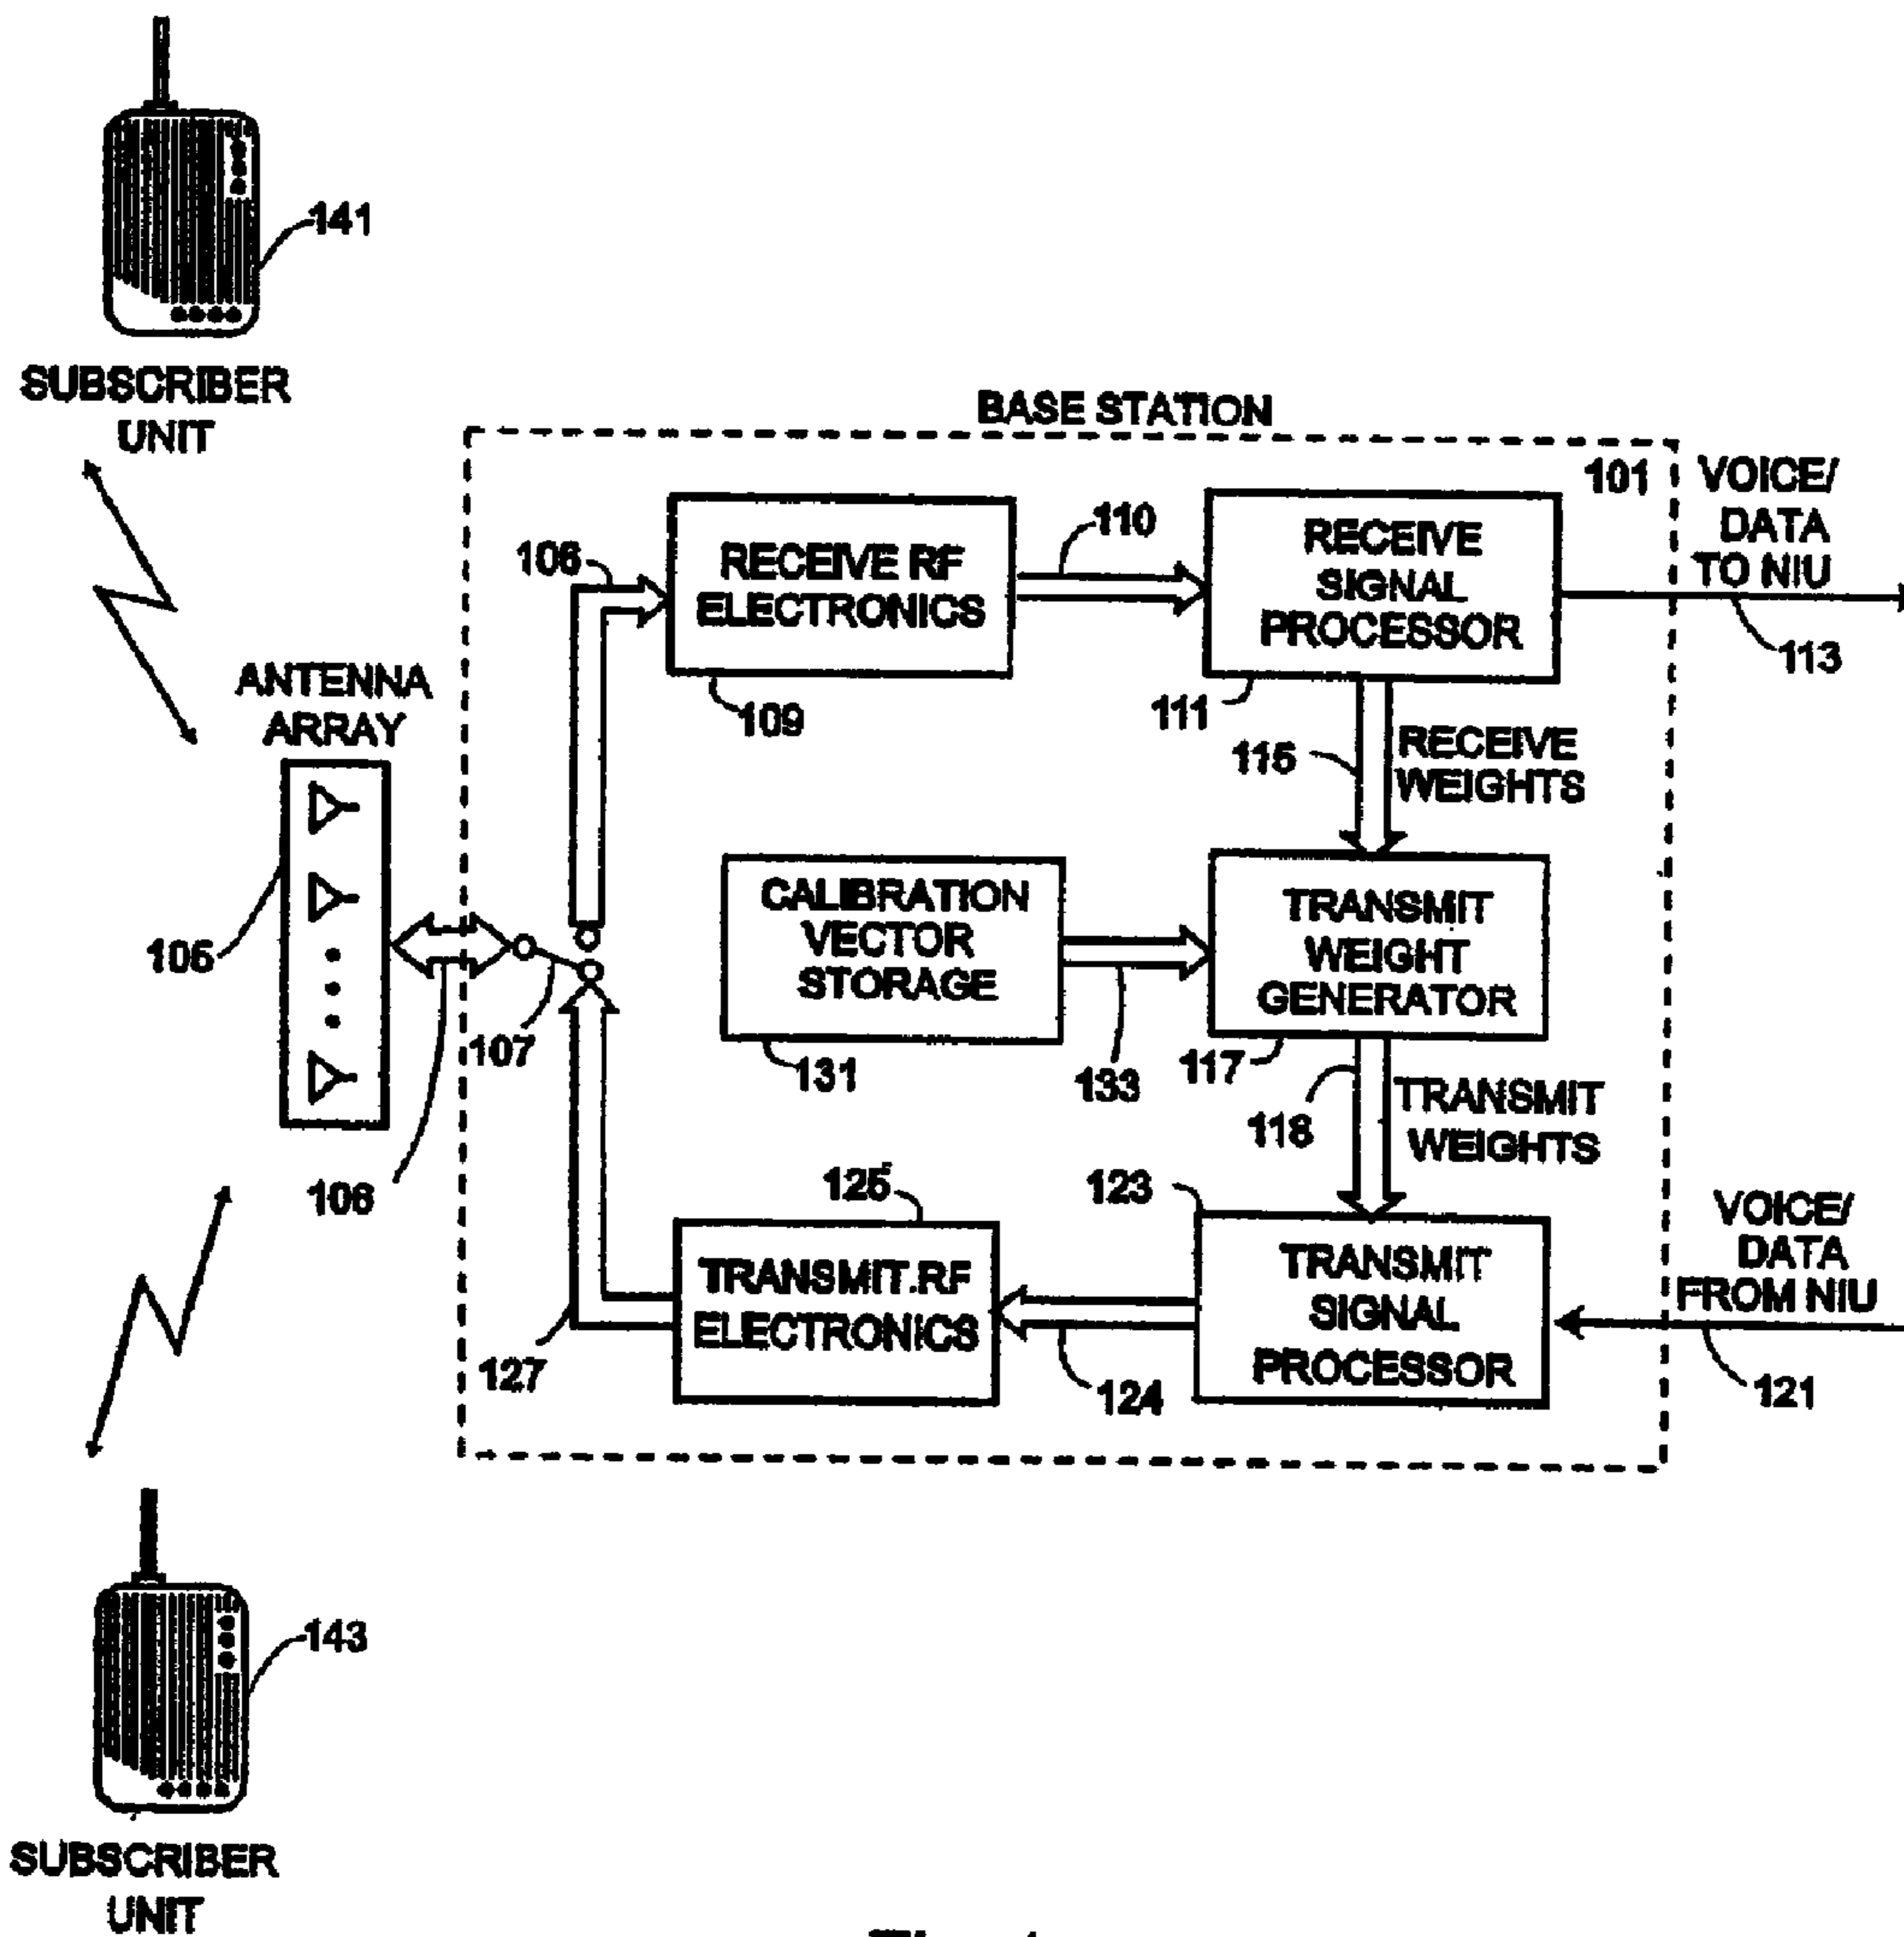 141
SUBSCRIBER
UNIT
BASE STATION
101
VOICE/
DATA
TO NIU
113
106
RECEIVE RF
ELECTRONICS
109
110
RECEIVE
SIGNAL
PROCESSOR
111
ANTENNA
ARRAY
105
115
RECEIVE
WEIGHTS
CALIBRATION
VECTOR
STORAGE
131
133
TRANSMIT
WEIGHT
GENERATOR
117
107
106
118
TRANSMIT
WEIGHTS
125
TRANSMIT.RF
ELECTRONICS
127
124
123
TRANSMIT
SIGNAL
PROCESSOR
VOICE/
DATA
FROM NIU
121
143
SUBSCRIBER
UNIT